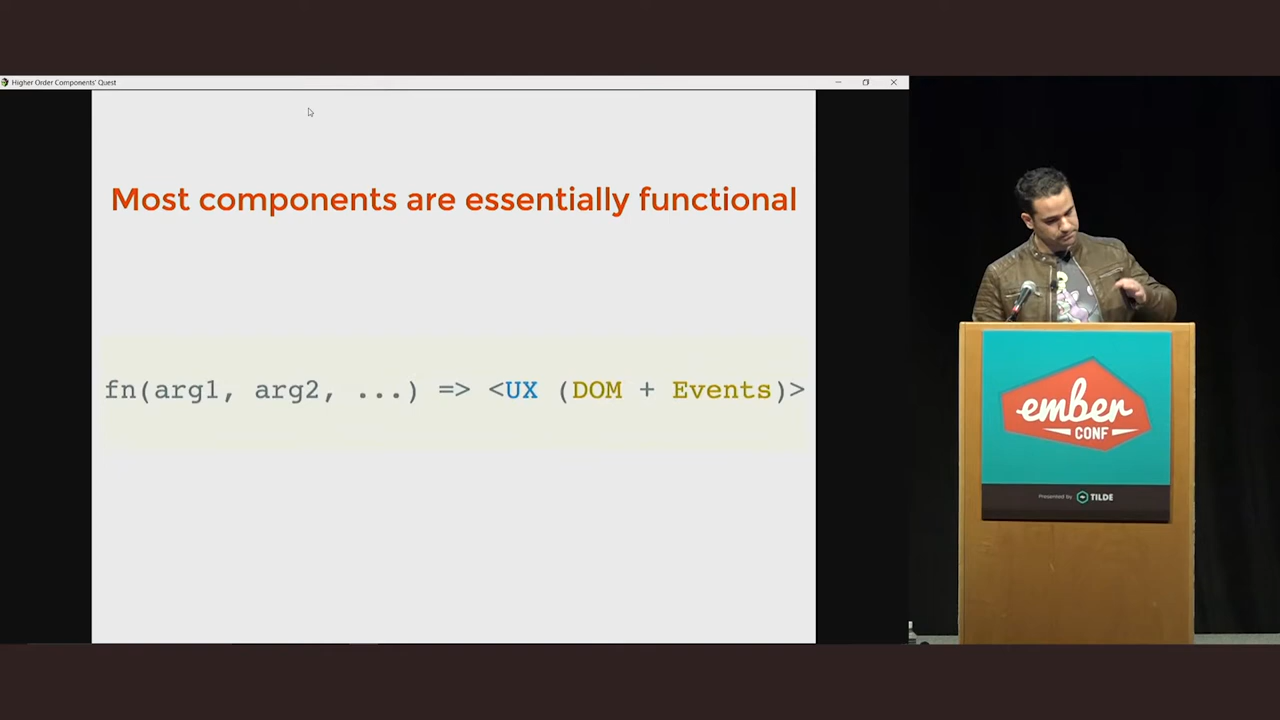 Higher Order Components' Quest
Most components are essentially functional
fn(arg1, arg2, ...) => <UX (DOM + Events)>
ember
CONF
Presented by TILDE